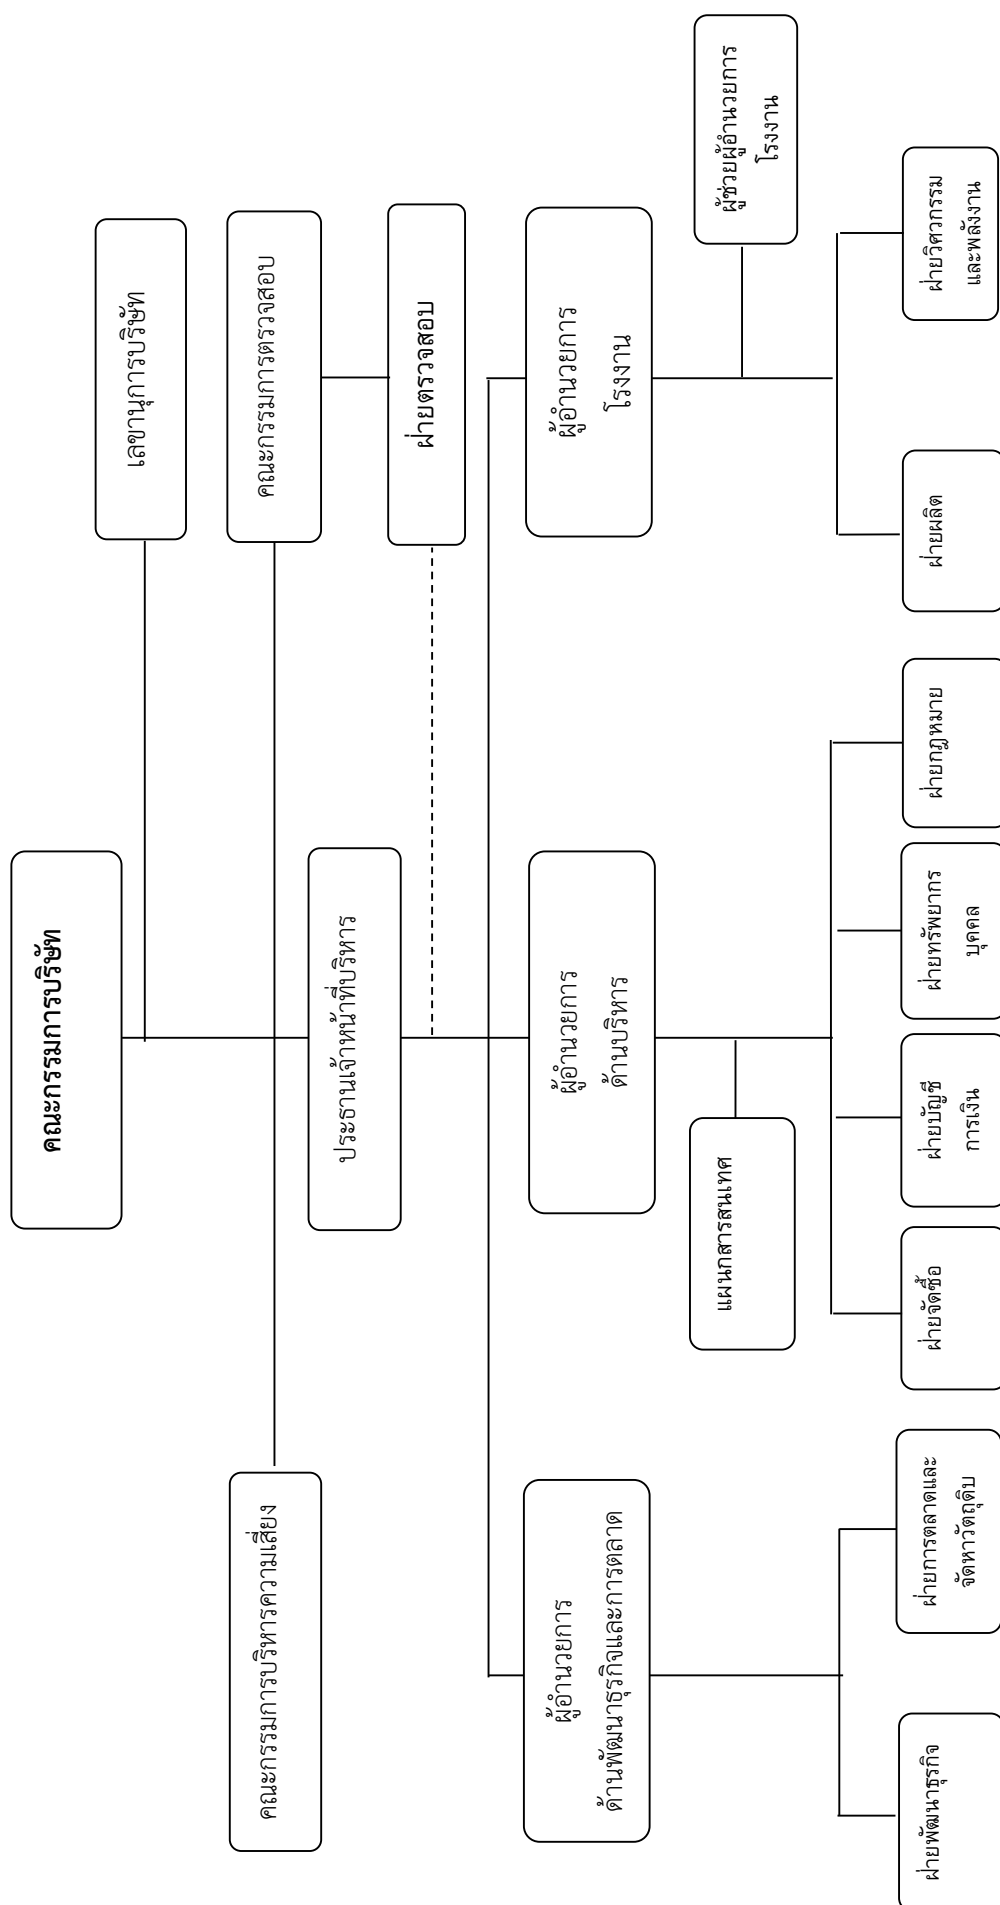 คณะกรรมการบริษัท
เลขานุการบริษัท
คณะกรรมการบริหารความเสี่ยง
คณะกรรมการตรวจสอบ
ประธานเจ้าหน้าที่บริหาร
ฝ่ายตรวจสอบ
ผู้อำนวยการ
ด้านพัฒนาธุรกิจและการตลาด
ผู้อำนวยการ
ด้านบริหาร
ผู้อำนวยการ
โรงงาน
แผนกสารสนเทศ
ผู้ช่วยผู้อำนวยการ
โรงงาน
ฝ่ายพัฒนาธุรกิจ
ฝ่ายการตลาดและ
จัดหาวัตถุดิบ
ฝ่ายจัดซื้อ
ฝ่ายบัญชี
การเงิน
ฝ่ายทรัพยากร
บุคคล
ฝ่ายกฎหมาย
ฝ่ายผลิต
ฝ่ายวิศวกรรม
และพลังงาน